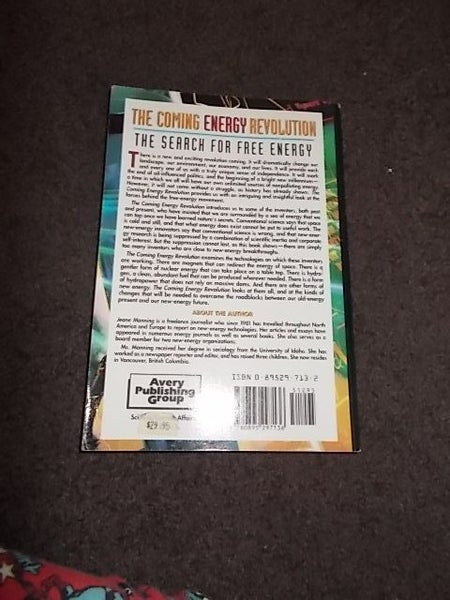 THE COMING ENERGY REVOLUTION
THE SEARCH FOR FREE ENERGY
There is a new and exciting revolution coming. It will dramatically change our
landscape, our environment, our economy, and our lives. It will provide each
and every one of us with a truly unique sense of independence. It will mark
the end of oil-influenced politics, and the beginning of a bright new millennium—
a time in which we all will have our own unlimited sources of nonpolluting energy.
However, it will not come without a struggle, as history has already shown. The
Coming Energy Revolution provides us with an intriguing and insightful look at the
forces behind the free-energy movement.
The Coming Energy Revolution introduces us to some of the inventors, both past
and present, who have insisted that we are surrounded by a sea of energy that we
can tap once we have learned nature's secrets. Conventional science says that space
is cold and still, and that what energy does exist cannot be put to useful work. The
new-energy innovators say that conventional science is wrong, and that new-ener-
gy research is being suppressed by a combination of scientific inertia and corporate
self-interest. But the suppression cannot last, as this book shows—there are simply
too many inventors who are close to new-energy breakthroughs.
The Coming Energy Revolution examines the technologies on which these inventors
are working. There are magnets that can redirect the energy of space. There is a
gentler form of nuclear energy that can take place on a table top. There is hydro-
gen, a clean, abundant fuel that can be produced wherever needed. There is a form
of hydropower that does not rely on massive dams. And there are other forms of
new energy. The Coming Energy Revolution looks at them all, and at the kinds of
changes that will be needed to overcome the roadblocks between our old-energy
present and our new-energy future.
ABOUT THE AUTHOR
Jeane Manning is a freelance journalist who since 1981 has travelled throughout North
America and Europe to report on new-energy technologies. Her articles and essays have
appeared in numerous energy journals as well as several books. She also serves as a
board member for two new-energy organizations.
Ms. Manning received her degree in sociology from the University of Idaho. She has
worked as a newspaper reporter and editor, and has raised three children. She now resides
in Vancouver, British Columbia.
Avery
Publishing
Group
ISBN 0-89529-713-2
51295
$29.95